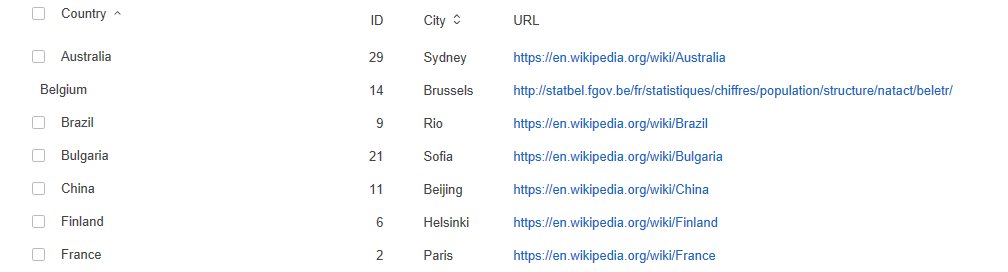 Country ID City URL
Australia 29 Sydney https://en.wikipedia.org/wiki/Australia
Belgium 14 Brussels http://statbel.fgov.be/fr/statistiques/chiffres/population/structure/natact/beletr/
Brazil 9 Rio https://en.wikipedia.org/wiki/Brazil
Bulgaria 21 Sofia https://en.wikipedia.org/wiki/Bulgaria
China 11 Beijing https://en.wikipedia.org/wiki/China
Finland 6 Helsinki https://en.wikipedia.org/wiki/Finland
France 2 Paris https://en.wikipedia.org/wiki/France